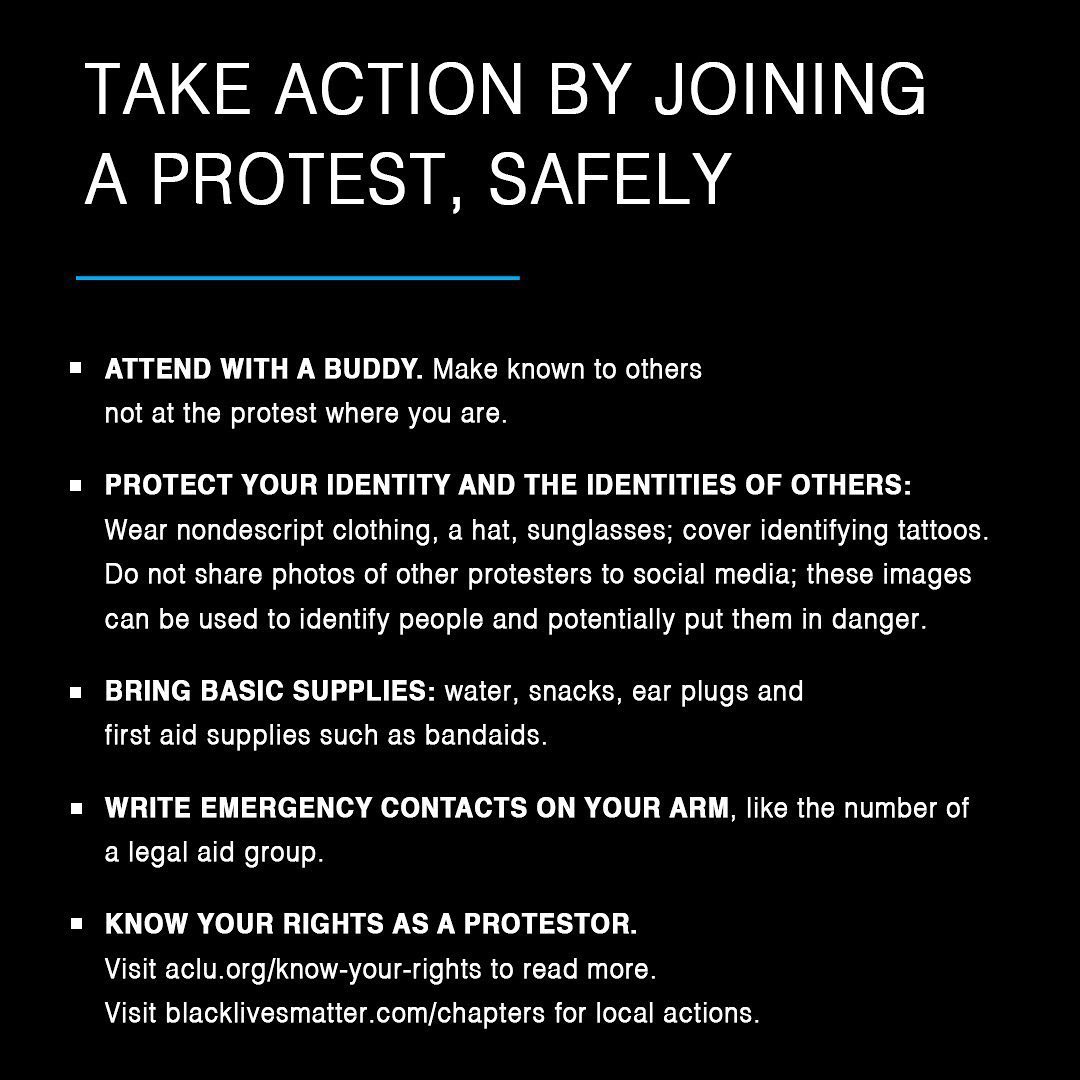 TAKE ACTION BY JOINING
A PROTEST, SAFELY
ATTEND WITH A BUDDY. Make known to others
not at the protest where you are.
PROTECT YOUR IDENTITY AND THE IDENTITIES OF OTHERS:
Wear nondescript clothing, a hat, sunglasses; cover identifying tattoos.
Do not share photos of other protesters to social media; these images
can be used to identify people and potentially put them in danger.
BRING BASIC SUPPLIES: water, snacks, ear plugs and
first aid supplies such as bandaids.
WRITE EMERGENCY CONTACTS ON YOUR ARM, like the number of
a legal aid group.
KNOW YOUR RIGHTS AS A PROTESTOR.
Visit aclu.org/know-your-rights to read more.
Visit blacklivesmatter.com/chapters for local actions.